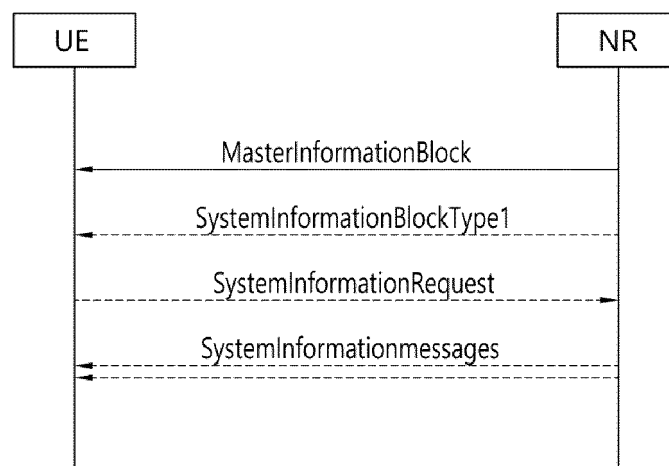 UE
NR
MasterInformationBlock
SystemInformationBlockType1
SystemInformationRequest
SystemInformationmessages